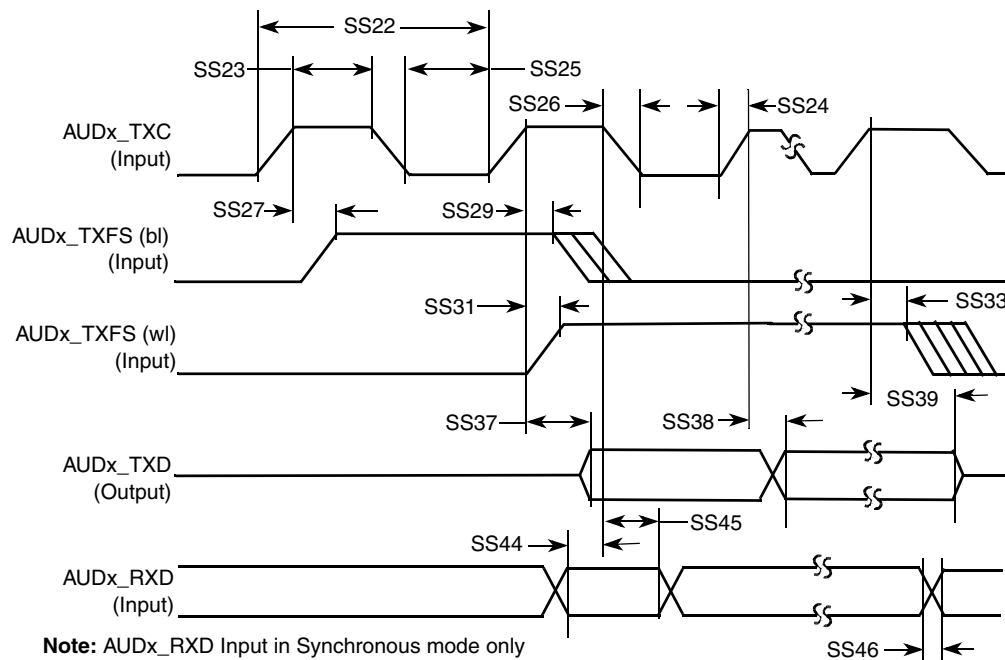 SS22
SS23
SS25
SS26
SS24
AUDx_TXC
(Input)
SS27
SS29
AUDx_TXFS (bl)
(Input)
SS31
SS33
AUDx_TXFS (wl)
(Input)
SS39
SS37
SS38
AUDx_TXD
(Output)
SS45
SS44
AUDx_RXD
(Input)
Note: AUDx_RXD Input in Synchronous mode only
SS46